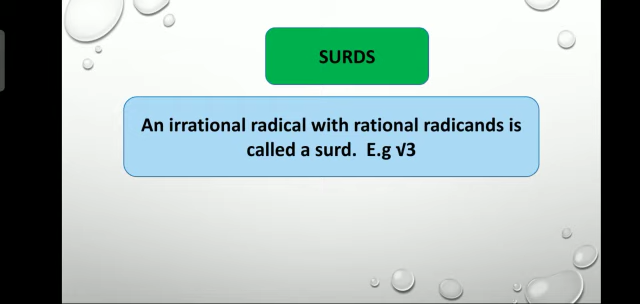 SURDS
An irrational radical with rational radicands is
called a surd.  E.g √3